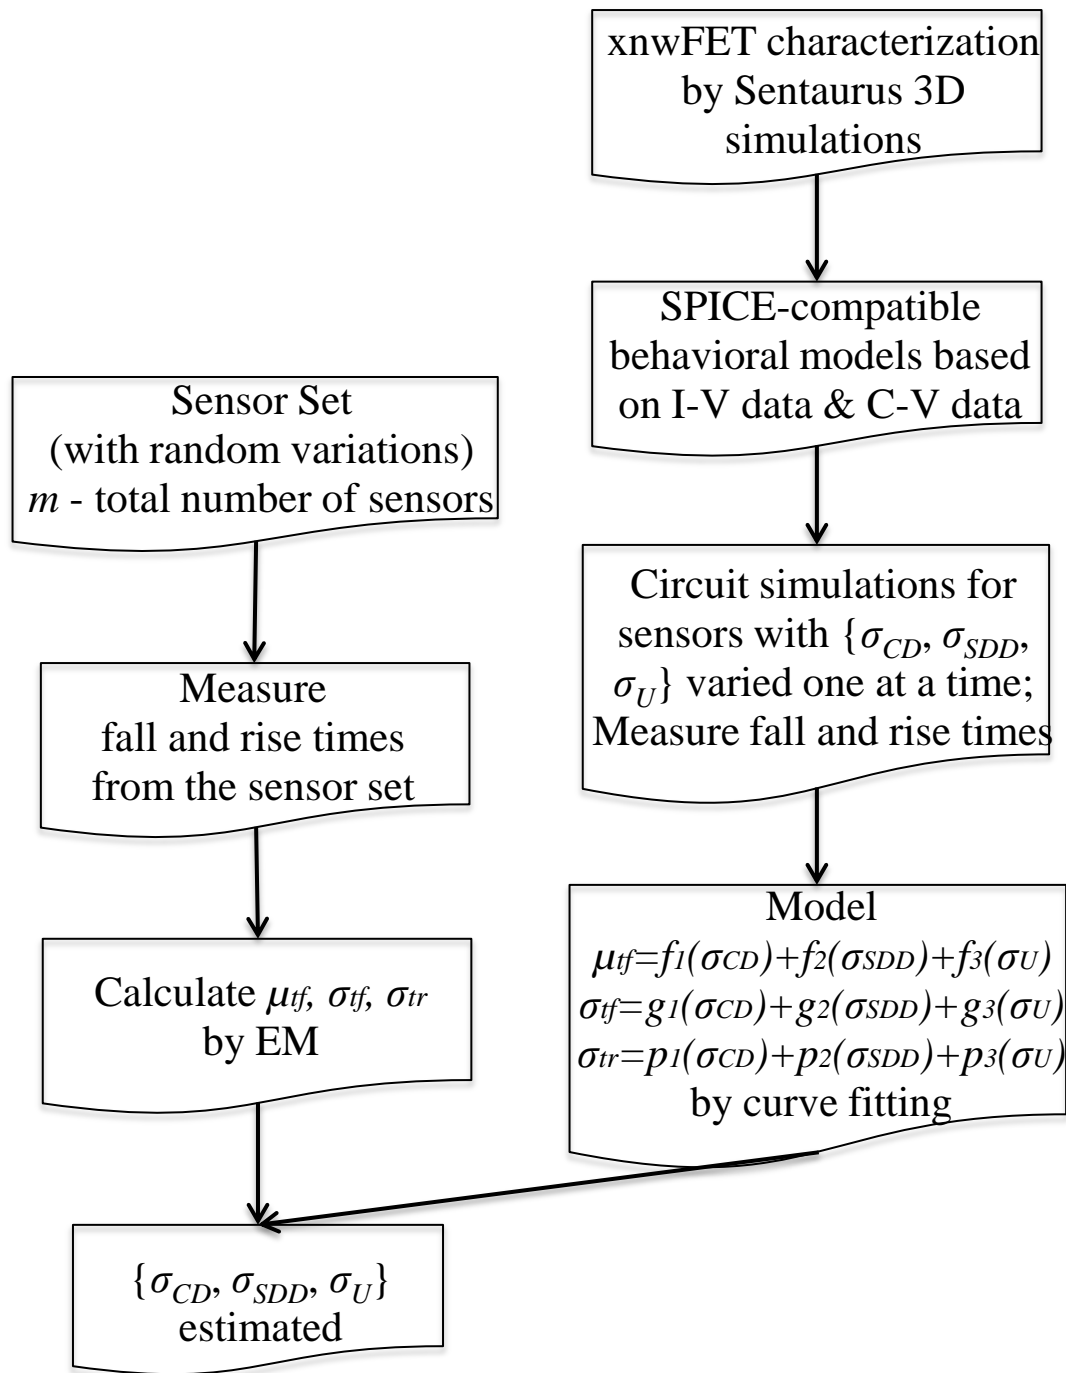 xnwFET characterization
by Sentaurus 3D
simulations
SPICE-compatible
behavioral models based
on I-V data & C-V data
Sensor Set
(with random variations)
m - total number of sensors
Circuit simulations for
sensors with {σCD, σSDD,
σU} varied one at a time;
Measure fall and rise times
Measure
fall and rise times
from the sensor set
Model
μtf=f1(σCD)+f2(σSDD)+f3(σU)
σtf=g1(σCD)+g2(σSDD)+g3(σU)
σtr=p1(σCD)+p2(σSDD)+p3(σU)
by curve fitting
Calculate μtf, σtf, σtr
by EM
{σCD, σSDD, σU}
estimated